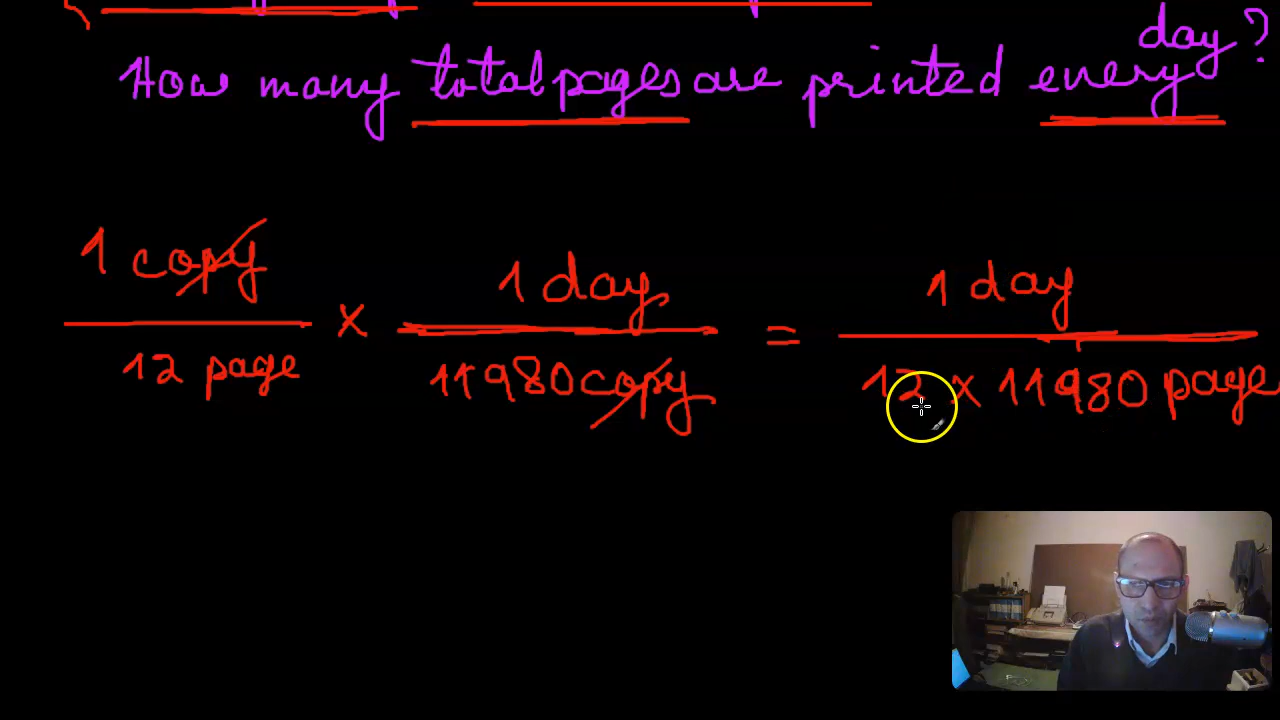 day?
How many total pages are printed every
1 copy 1 day 1 day
× =
12 page 11980 copy 12 × 11980 page